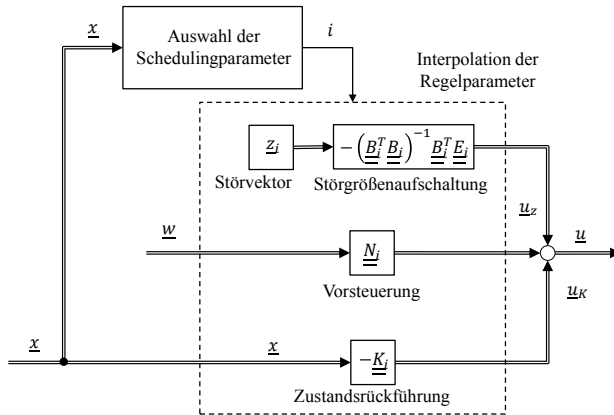 x
Auswahl der
Schedulingparameter
i
Interpolation der
Regelparameter
z_i
−(B_i^T B_i)^{−1} B_i^T E_i
Störvektor
Störgrößenaufschaltung
u_z
w
N_i
u
Vorsteuerung
u_K
x
x
−K_i
Zustandsrückführung